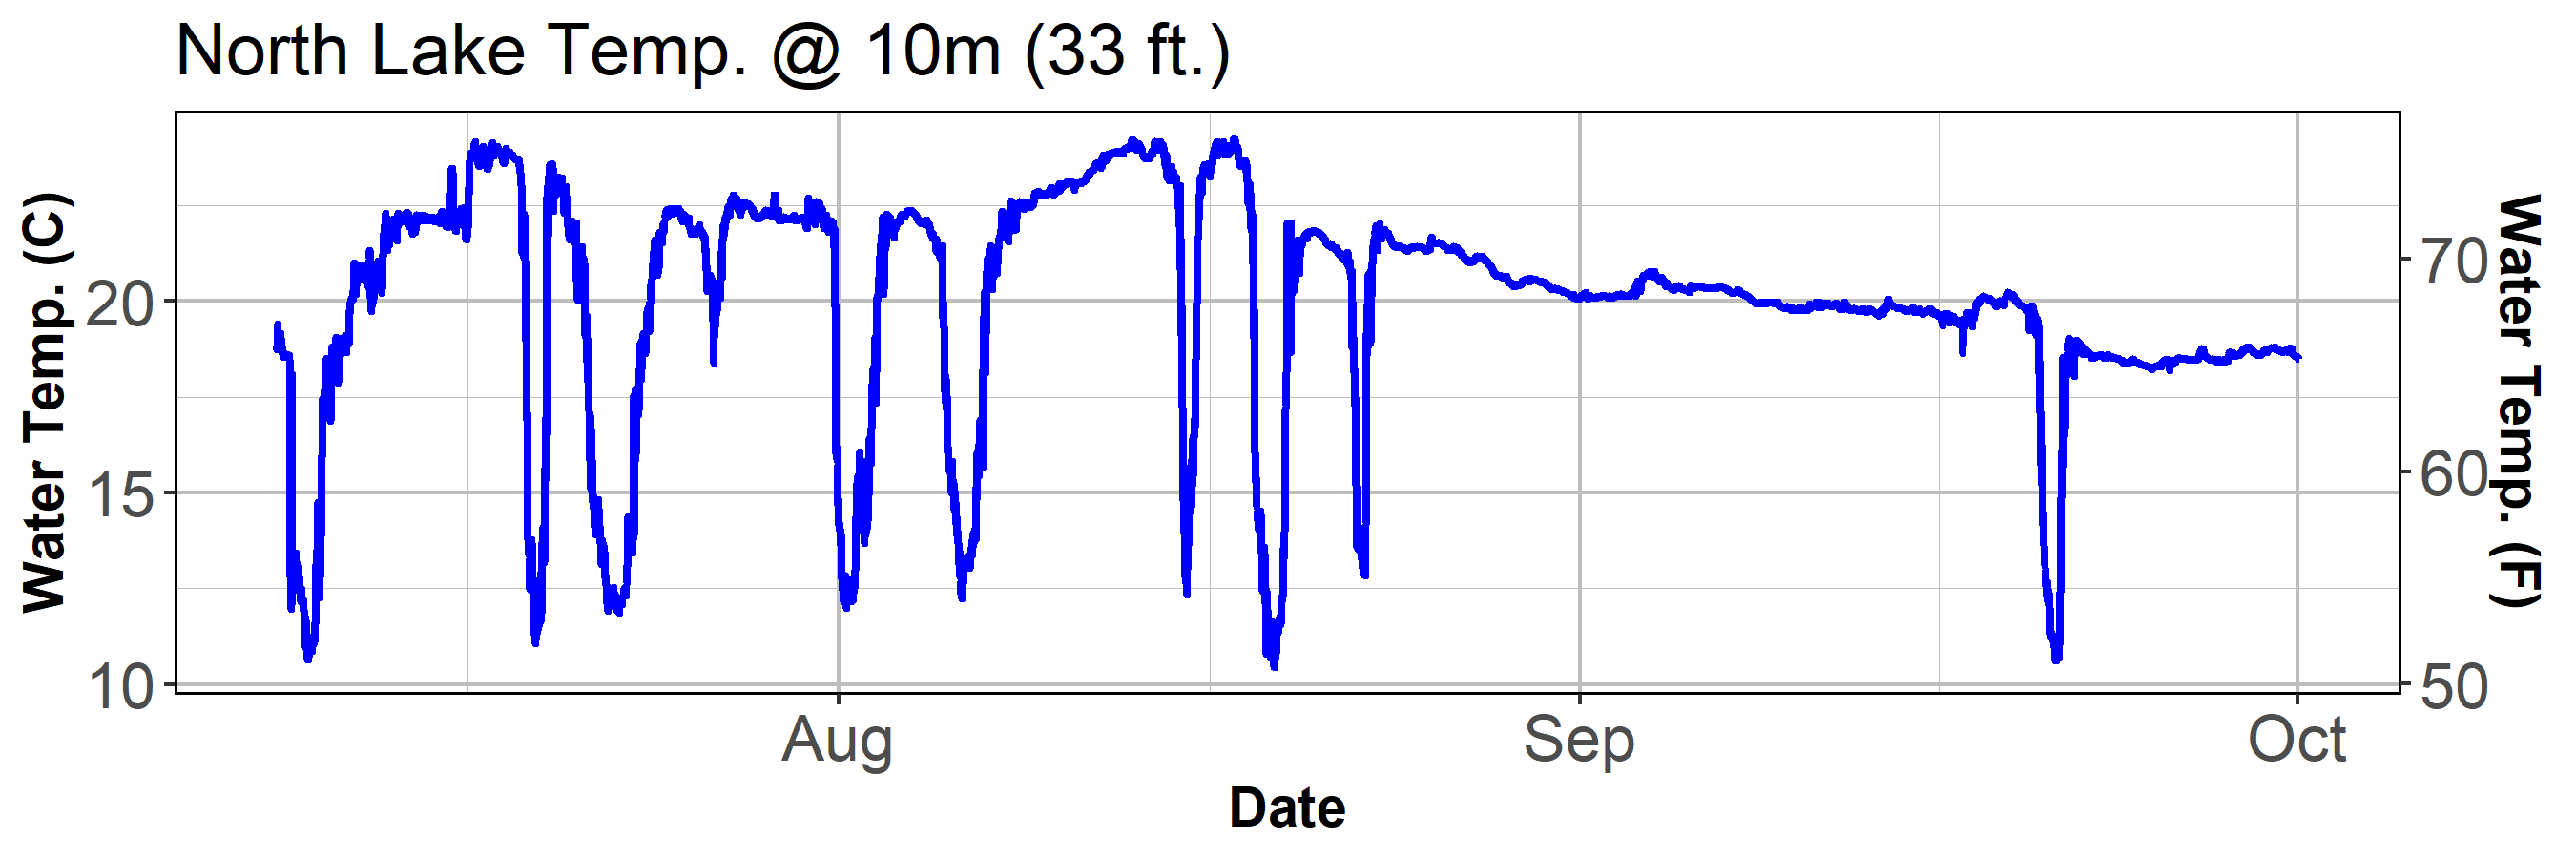 North Lake Temp. @ 10m (33 ft.)
Water Temp. (C)
20
15
10
70
60
50
Water Temp. (F)
Aug
Sep
Oct
Date